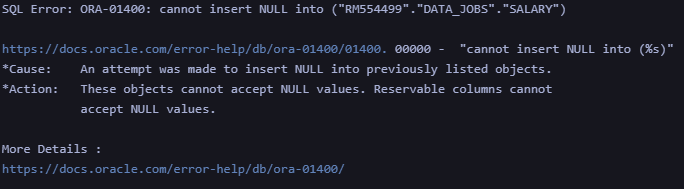 SQL Error: ORA-01400: cannot insert NULL into ("RM554499"."DATA_JOBS"."SALARY")
https://docs.oracle.com/error-help/db/ora-01400/01400. 00000 -  "cannot insert NULL into (%s)"
*Cause:    An attempt was made to insert NULL into previously listed objects.
*Action:   These objects cannot accept NULL values. Reservable columns cannot
           accept NULL values.
More Details :
https://docs.oracle.com/error-help/db/ora-01400/